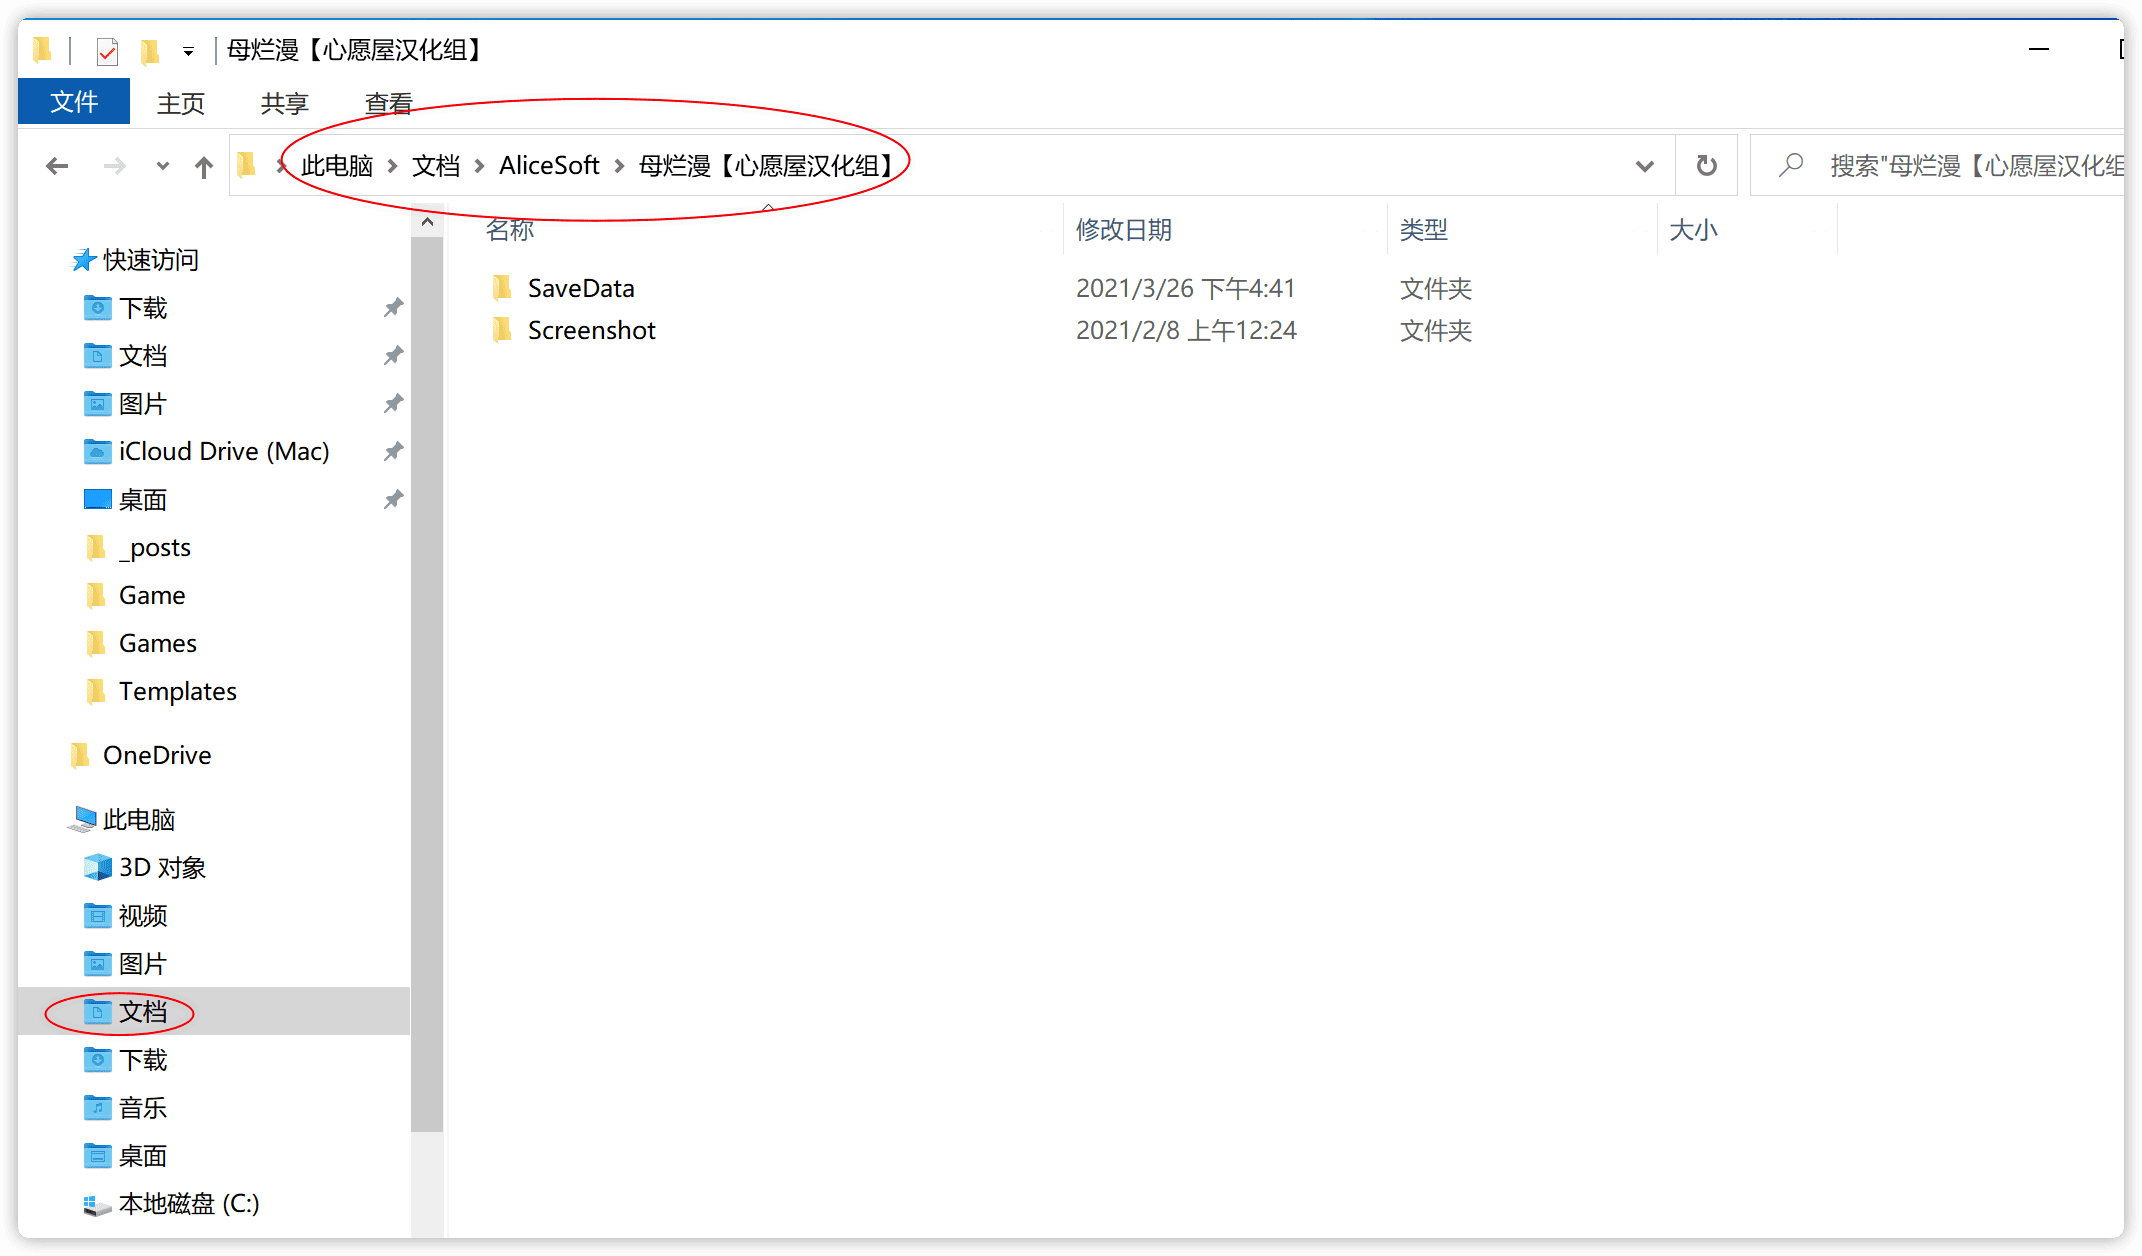 母烂漫【心愿屋汉化组】
文件 主页 共享 查看
此电脑 文档 AliceSoft 母烂漫【心愿屋汉化组】
搜索"母烂漫【心愿屋汉化组
名称 修改日期 类型 大小
SaveData 2021/3/26 下午4:41 文件夹
Screenshot 2021/2/8 上午12:24 文件夹
快速访问
下载
文档
图片
iCloud Drive (Mac)
桌面
_posts
Game
Games
Templates
OneDrive
此电脑
3D 对象
视频
图片
文档
下载
音乐
桌面
本地磁盘 (C:)